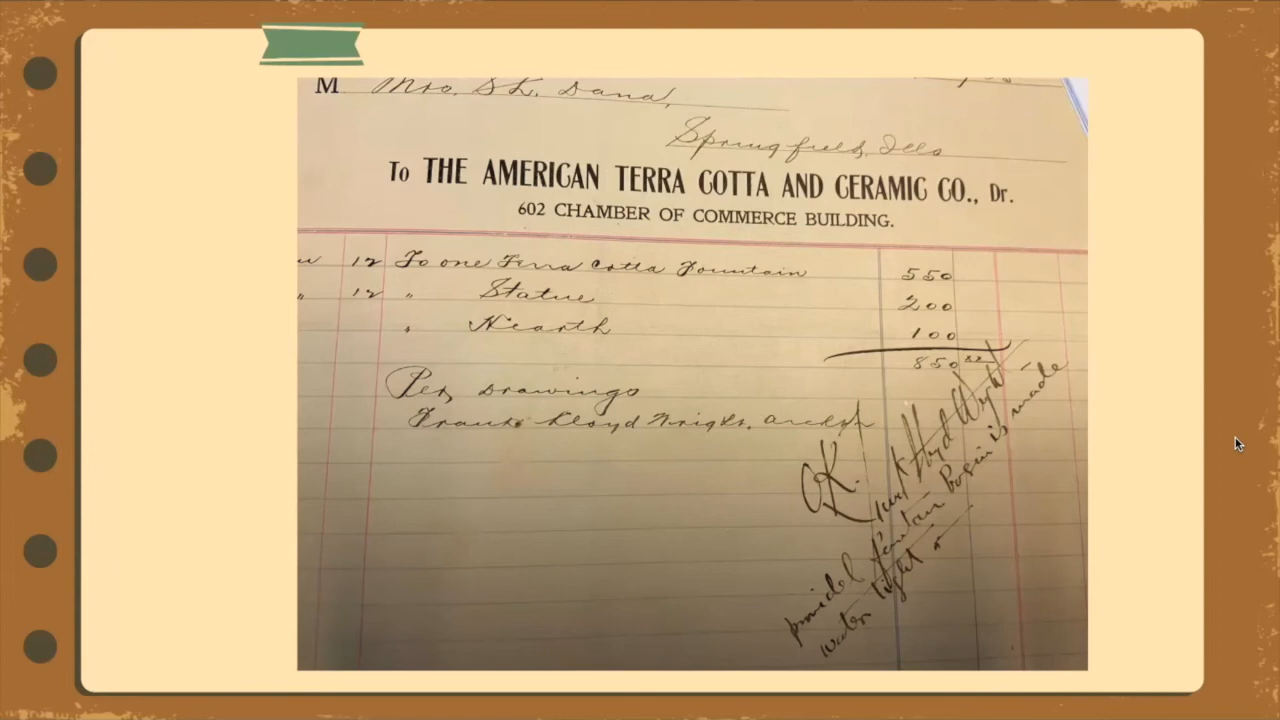 M Mrs. S L. Dana,
Springfield, Ills
To THE AMERICAN TERRA COTTA AND CERAMIC CO., Dr.
602 CHAMBER OF COMMERCE BUILDING.
12 To one Terra Cotta Fountain 550
" 12 " Statue 200
" Hearth 100
850
Per Drawings
Frank Lloyd Wright, archt
OK. Frank Lloyd Wright
provided fountain basin is made
water tight